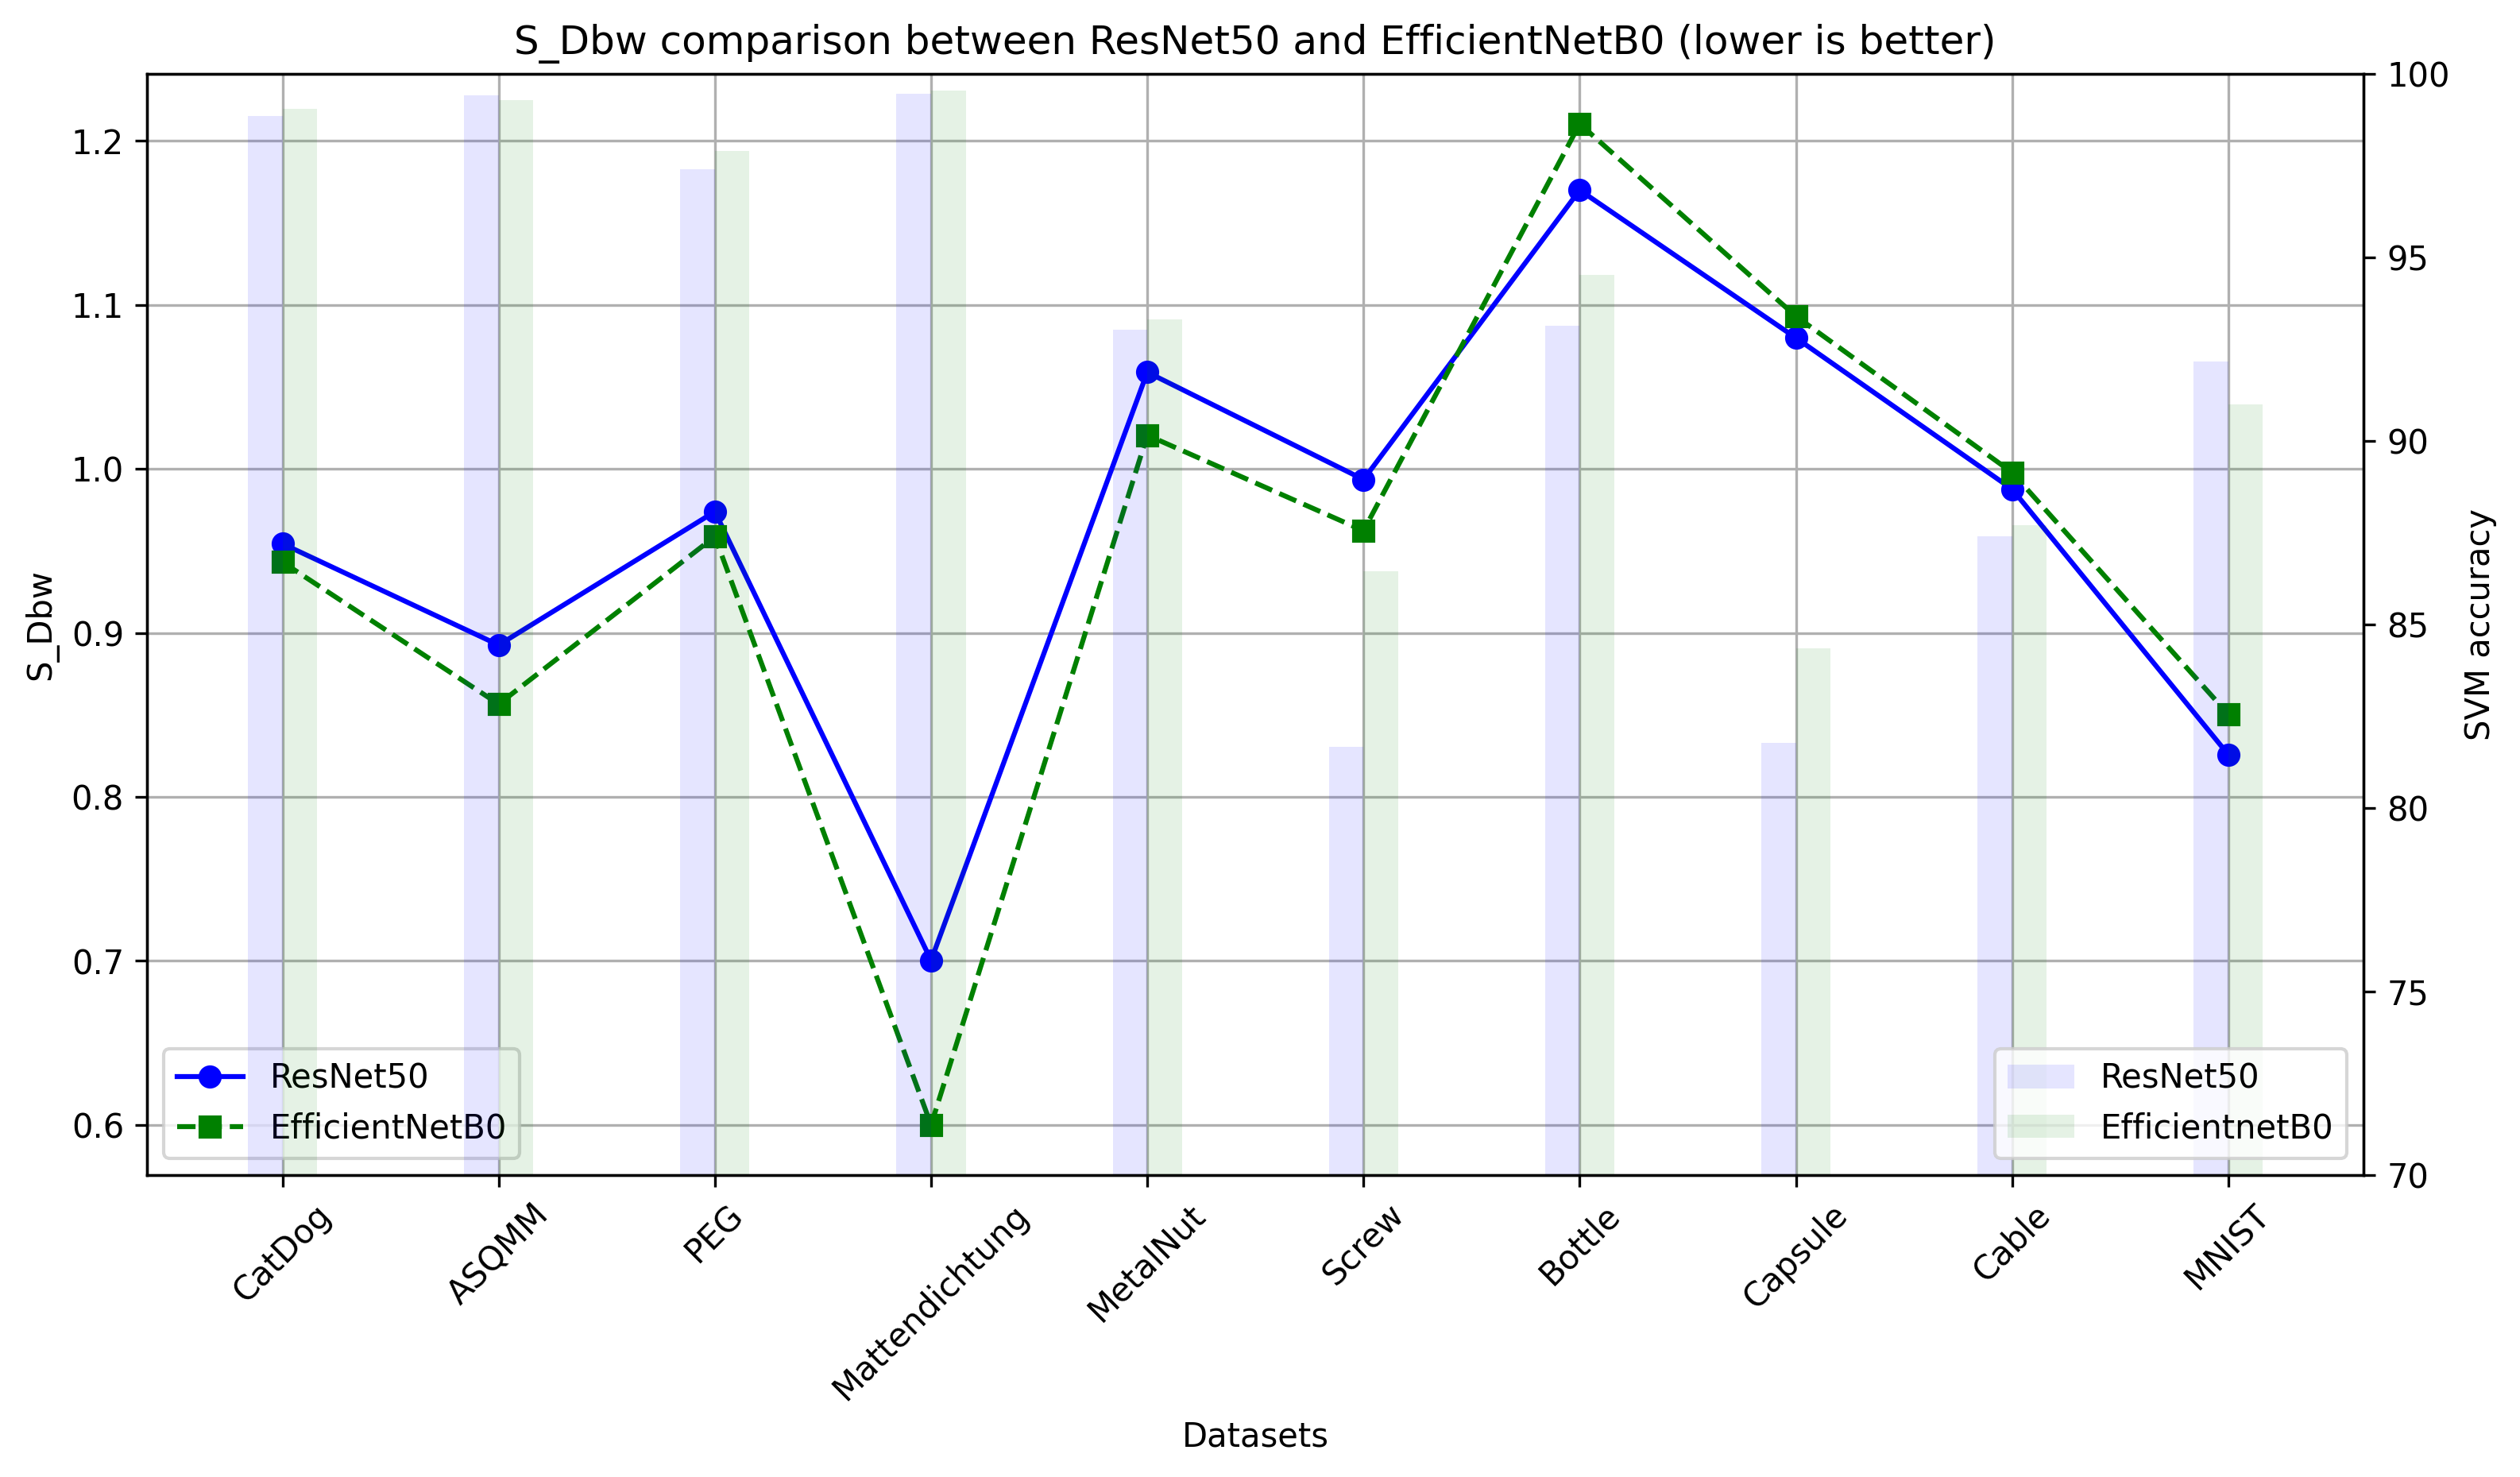 S_Dbw comparison between ResNet50 and EfficientNetB0 (lower is better)
S_Dbw
1.2
1.1
1.0
0.9
0.8
0.7
0.6
100
95
90
85
80
75
70
SVM accuracy
ResNet50
EfficientNetB0
ResNet50
EfficientnetB0
CatDog
ASQMM
PEG
Mattendichtung
MetalNut
Screw
Bottle
Capsule
Cable
MNIST
Datasets